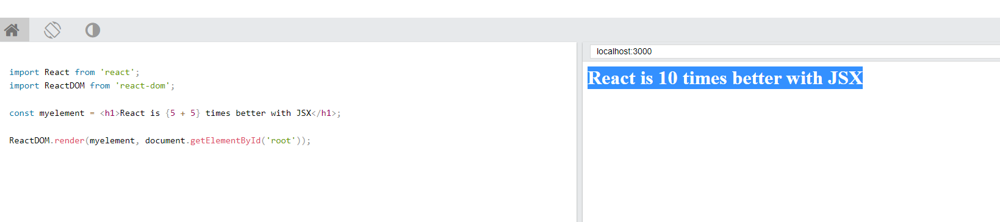 import React from 'react';
import ReactDOM from 'react-dom';
const myelement = <h1>React is {5 + 5} times better with JSX</h1>;
ReactDOM.render(myelement, document.getElementById('root'));
localhost:3000
React is 10 times better with JSX